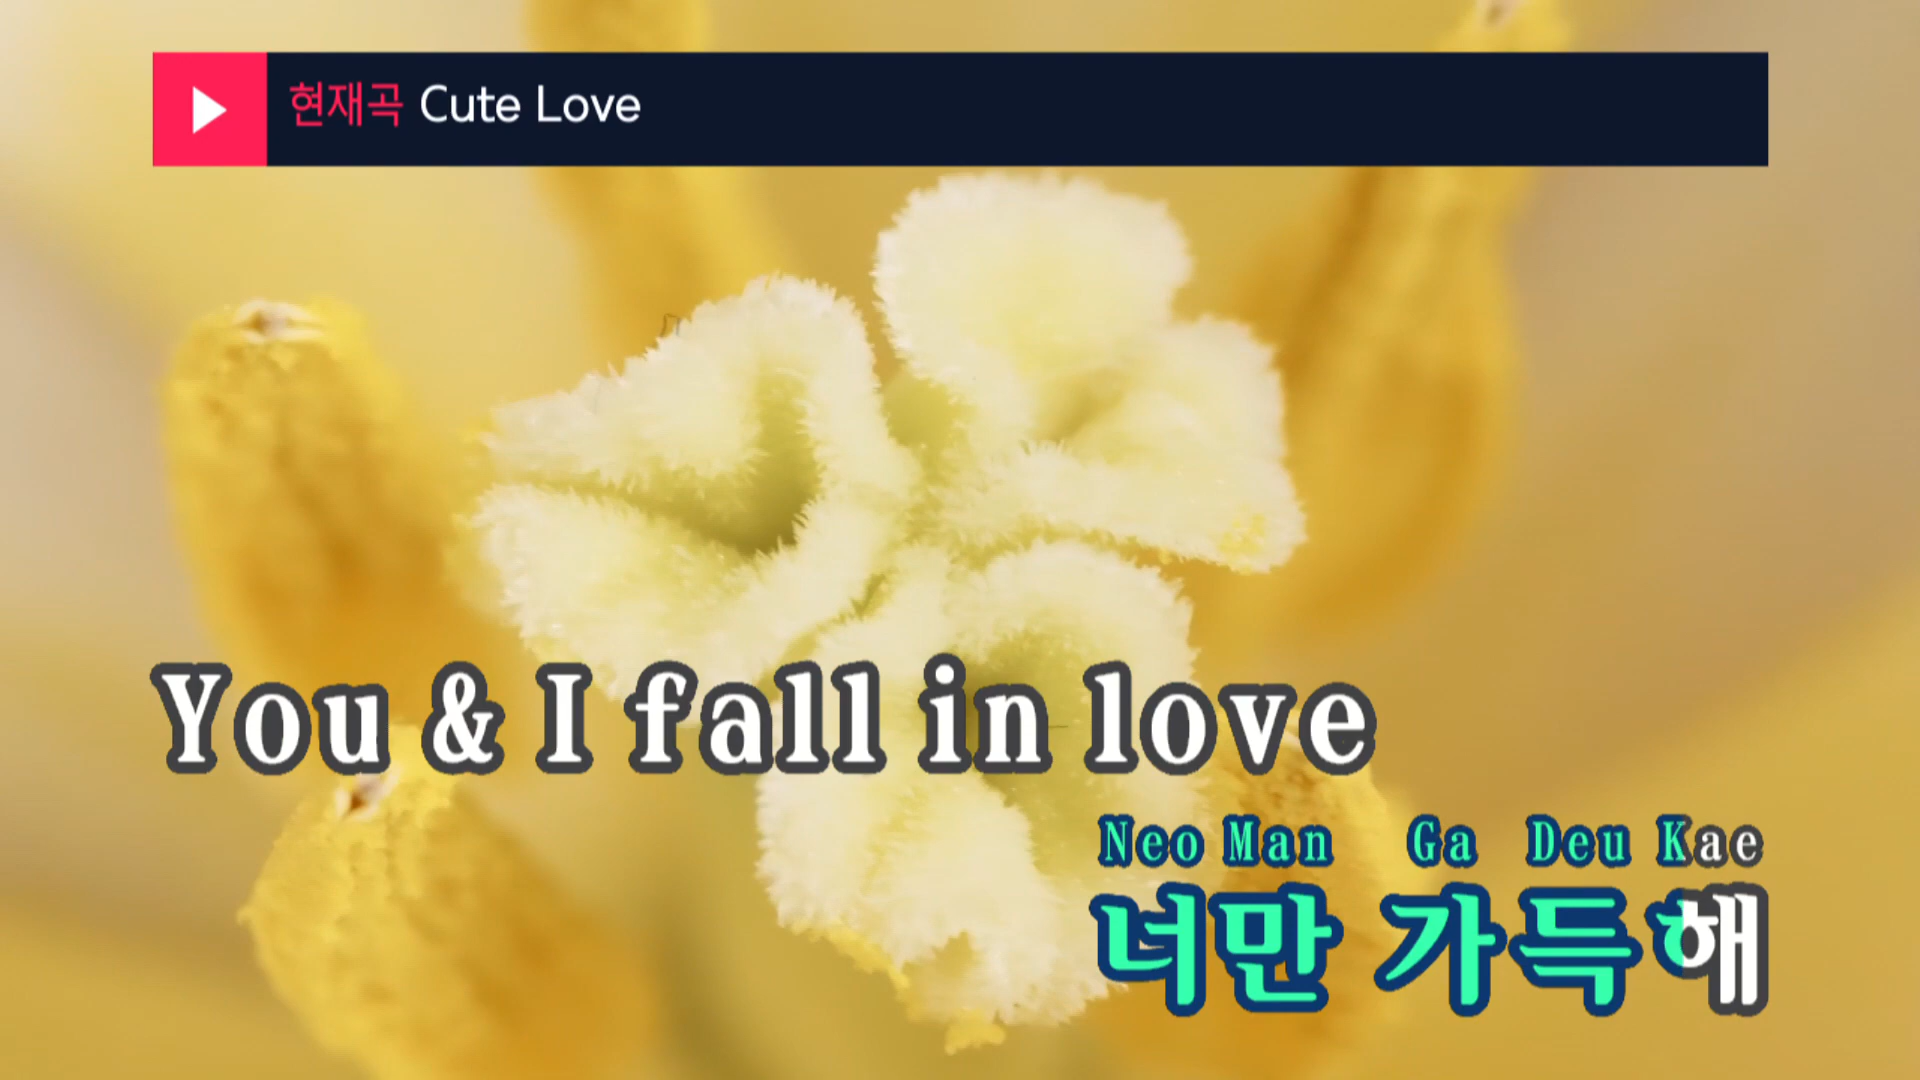 현재곡 Cute Love
You & I fall in love
Neo Man Ga Deu Kae
너만 가득해